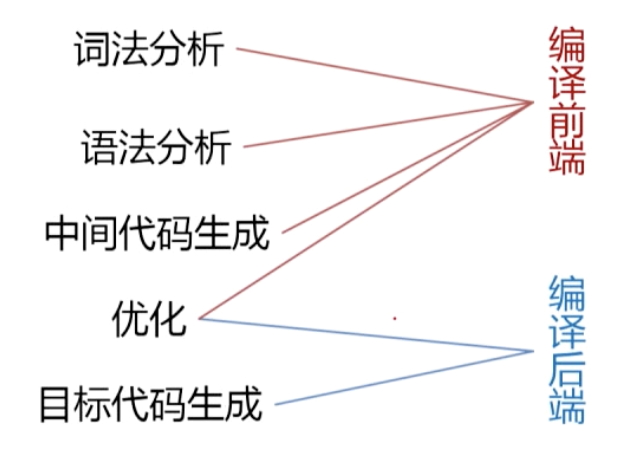 词法分析
语法分析
中间代码生成
优化
目标代码生成
编译前端
编译后端